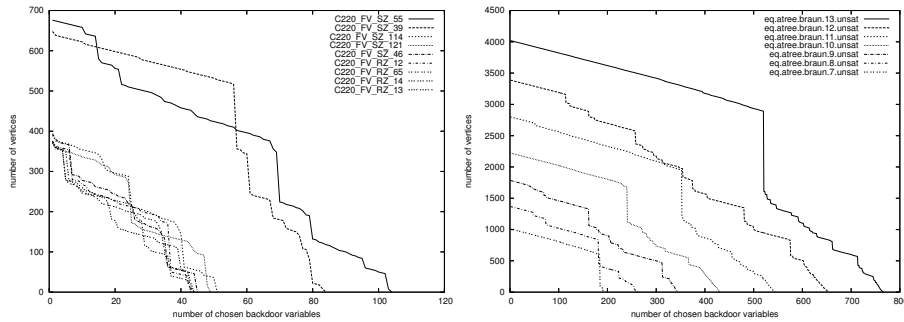 700
600
500
400
300
200
100
0
0 20 40 60 80 100 120
number of vertices
number of chosen backdoor variables
C220_FV_SZ_55
C220_FV_SZ_39
C220_FV_SZ_114
C220_FV_SZ_121
C220_FV_SZ_46
C220_FV_RZ_12
C220_FV_RZ_65
C220_FV_RZ_14
C220_FV_RZ_13
4500
4000
3500
3000
2500
2000
1500
1000
500
0
0 100 200 300 400 500 600 700 800
number of vertices
number of chosen backdoor variables
eq.atree.braun.13.unsat
eq.atree.braun.12.unsat
eq.atree.braun.11.unsat
eq.atree.braun.10.unsat
eq.atree.braun.9.unsat
eq.atree.braun.8.unsat
eq.atree.braun.7.unsat